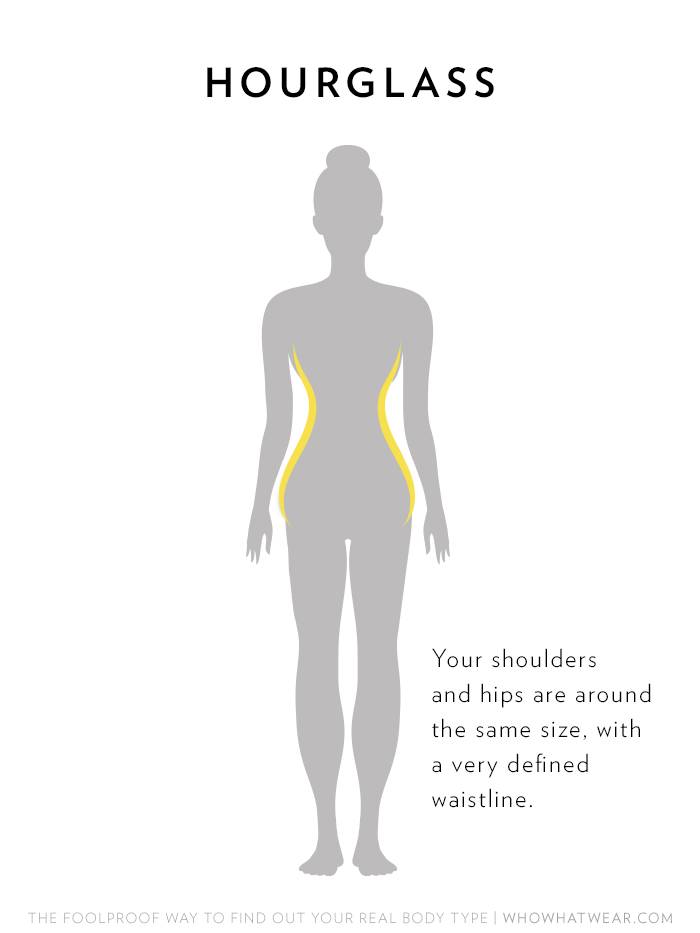 HOURGLASS
Your shoulders
and hips are around
the same size, with
a very defined
waistline.
THE FOOLPROOF WAY TO FIND OUT YOUR REAL BODY TYPE | WHOWHATWEAR.COM